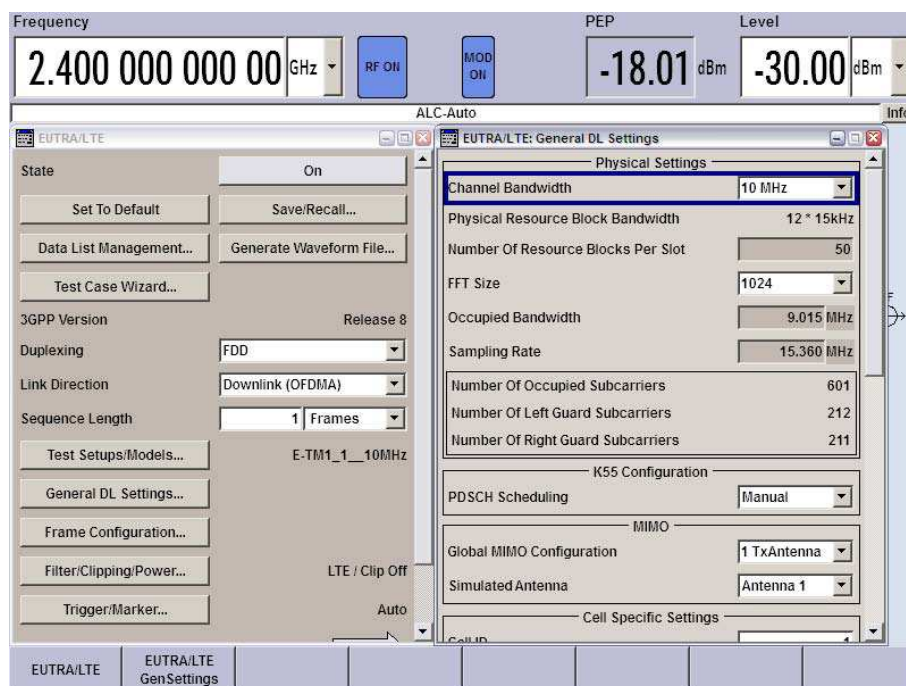 Frequency PEP Level
2.400 000 000 00 GHz RF ON MOD ON -18.01 dBm -30.00 dBm
ALC-Auto
EUTRA/LTE
State On
Set To Default Save/Recall...
Data List Management... Generate Waveform File...
Test Case Wizard...
3GPP Version Release 8
Duplexing FDD
Link Direction Downlink (OFDMA)
Sequence Length 1 Frames
Test Setups/Models... E-TM1_1__10MHz
General DL Settings...
Frame Configuration...
Filter/Clipping/Power... LTE / Clip Off
Trigger/Marker... Auto
EUTRA/LTE: General DL Settings
Physical Settings
Channel Bandwidth 10 MHz
Physical Resource Block Bandwidth 12 * 15kHz
Number Of Resource Blocks Per Slot 50
FFT Size 1024
Occupied Bandwidth 9.015 MHz
Sampling Rate 15.360 MHz
Number Of Occupied Subcarriers 601
Number Of Left Guard Subcarriers 212
Number Of Right Guard Subcarriers 211
K55 Configuration
PDSCH Scheduling Manual
MIMO
Global MIMO Configuration 1 TxAntenna
Simulated Antenna Antenna 1
Cell Specific Settings
EUTRA/LTE
EUTRA/LTE
GenSettings